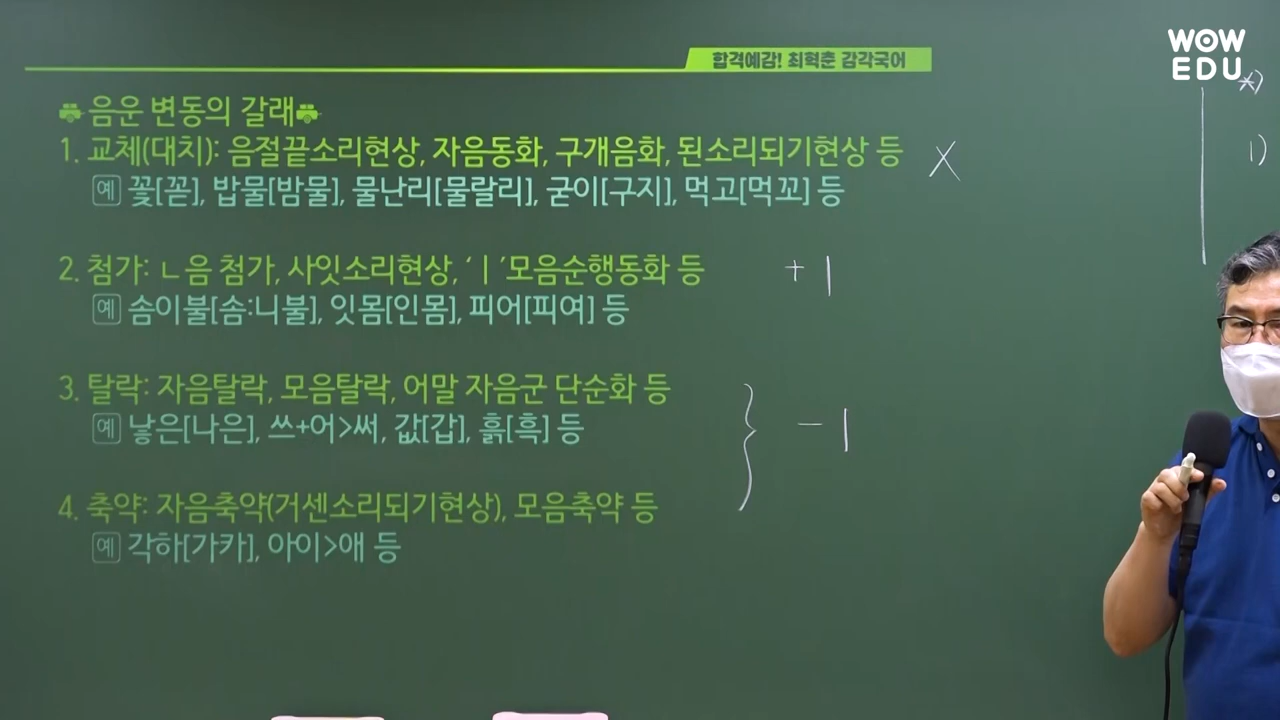 WOW
EDU
합격예감! 최혁춘 감각국어
음운 변동의 갈래
1. 교체(대치): 음절끝소리현상, 자음동화, 구개음화, 된소리되기현상 등 X
예 꽃[꼳], 밥물[밤물], 물난리[물랄리], 굳이[구지], 먹고[먹꼬] 등
2. 첨가: ㄴ음 첨가, 사잇소리현상, ‘ㅣ’모음순행동화 등 + 1
예 솜이불[솜:니불], 잇몸[인몸], 피어[피여] 등
3. 탈락: 자음탈락, 모음탈락, 어말 자음군 단순화 등
예 낳은[나은], 쓰+어>써, 값[갑], 흙[흑] 등 } - 1
4. 축약: 자음축약(거센소리되기현상), 모음축약 등
예 각하[가카], 아이>애 등
1)